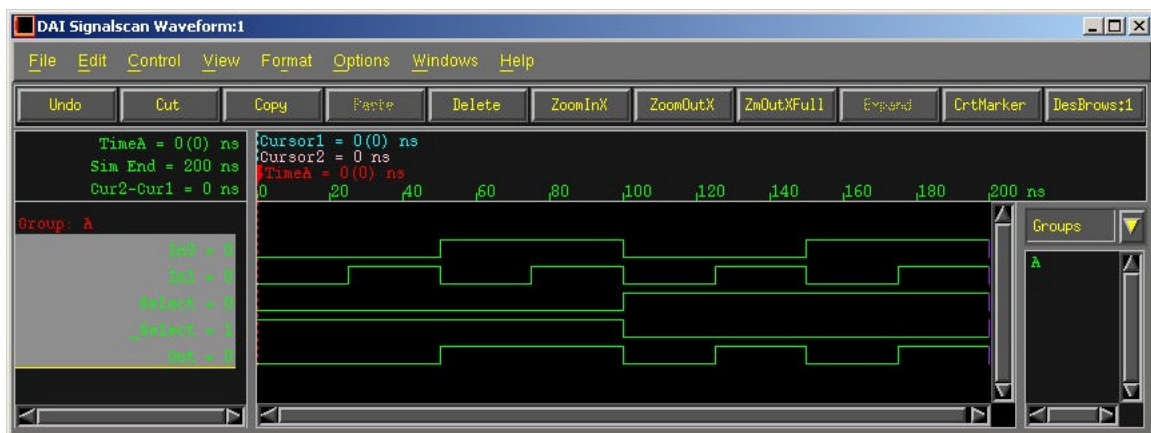 DAI Signalscan Waveform:1
File Edit Control View Format Options Windows Help
Undo Cut Copy Paste Delete ZoomInX ZoomOutX ZmOutXFull Expand CrtMarker DesBrows:1
TimeA = 0(0) ns
Sim End = 200 ns
Cur2-Cur1 = 0 ns
Cursor1 = 0(0) ns
Cursor2 = 0 ns
TimeA = 0(0) ns
0 20 40 60 80 100 120 140 160 180 200 ns
Group: A
In0 = 0
In1 = 0
Select = 0
_Select = 1
Out = 0
Groups
A